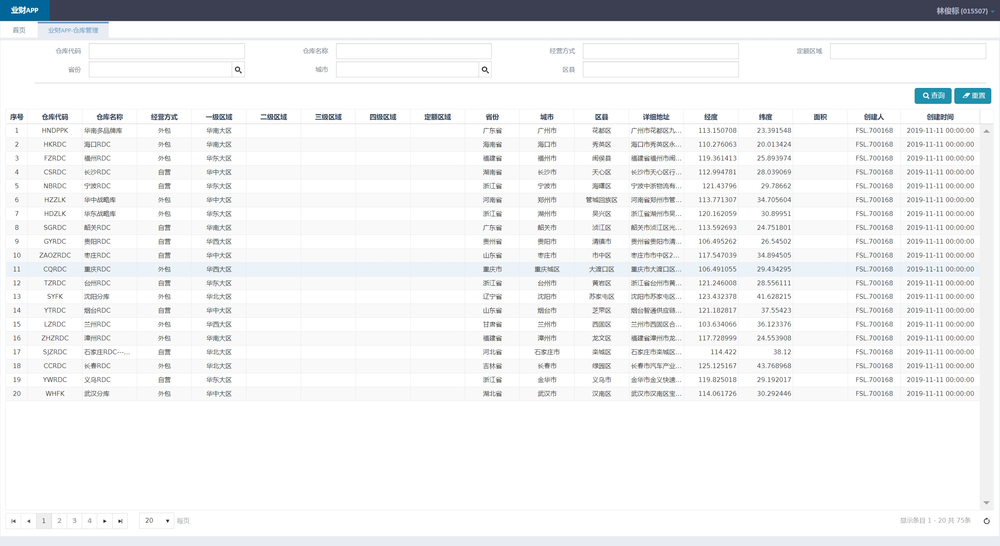 业财APP
林俊标 (015507)
首页 业财APP-仓库管理
仓库代码 仓库名称 经营方式 定额区域
省份 城市 区县
查询 重置
序号 仓库代码 仓库名称 经营方式 一级区域 二级区域 三级区域 四级区域 定额区域 省份 城市 区县 详细地址 经度 纬度 面积 创建人 创建时间
1 HNDPPK 华南多品牌库 外包 华南大区 广东省 广州市 花都区 广州市花都区九... 113.150708 23.391548 FSL.700168 2019-11-11 00:00:00
2 HKRDC 海口RDC 外包 华南大区 海南省 海口市 秀英区 海口市秀英区永... 110.276063 20.013424 FSL.700168 2019-11-11 00:00:00
3 FZRDC 福州RDC 外包 华东大区 福建省 福州市 闽侯县 福建省福州市闽... 119.361413 25.893974 FSL.700168 2019-11-11 00:00:00
4 CSRDC 长沙RDC 自营 华中大区 湖南省 长沙市 天心区 长沙市天心区行... 112.994781 28.039069 FSL.700168 2019-11-11 00:00:00
5 NBRDC 宁波RDC 自营 华东大区 浙江省 宁波市 海曙区 宁波中浙物流有... 121.43796 29.78662 FSL.700168 2019-11-11 00:00:00
6 HZZLK 华中战略库 外包 华中大区 河南省 郑州市 管城回族区 河南省郑州市管... 113.771307 34.705604 FSL.700168 2019-11-11 00:00:00
7 HDZLK 华东战略库 外包 华东大区 浙江省 湖州市 吴兴区 浙江省湖州市吴... 120.162059 30.89951 FSL.700168 2019-11-11 00:00:00
8 SGRDC 韶关RDC 自营 华南大区 广东省 韶关市 浈江区 韶关市浈江区光... 113.592693 24.751801 FSL.700168 2019-11-11 00:00:00
9 GYRDC 贵阳RDC 自营 华西大区 贵州省 贵阳市 清镇市 贵州省贵阳市清... 106.495262 26.54502 FSL.700168 2019-11-11 00:00:00
10 ZAOZRDC 枣庄RDC 自营 华中大区 山东省 枣庄市 市中区 枣庄市市中区2... 117.547039 34.894505 FSL.700168 2019-11-11 00:00:00
11 CQRDC 重庆RDC 外包 华西大区 重庆市 重庆城区 大渡口区 重庆市大渡口区... 106.491055 29.434295 FSL.700168 2019-11-11 00:00:00
12 TZRDC 台州RDC 自营 华东大区 浙江省 台州市 黄岩区 浙江省台州市黄... 121.246008 28.556111 FSL.700168 2019-11-11 00:00:00
13 SYFK 沈阳分库 外包 华北大区 辽宁省 沈阳市 苏家屯区 沈阳市苏家屯区... 123.432378 41.628215 FSL.700168 2019-11-11 00:00:00
14 YTRDC 烟台RDC 自营 华中大区 山东省 烟台市 芝罘区 烟台智通供应链... 121.182817 37.55423 FSL.700168 2019-11-11 00:00:00
15 LZRDC 兰州RDC 外包 华西大区 甘肃省 兰州市 西固区 兰州市西固区合... 103.634066 36.123376 FSL.700168 2019-11-11 00:00:00
16 ZHZRDC 漳州RDC 外包 华南大区 福建省 漳州市 龙文区 福建省漳州市龙... 117.728999 24.553908 FSL.700168 2019-11-11 00:00:00
17 SJZRDC 石家庄RDC---... 自营 华北大区 河北省 石家庄市 栾城区 石家庄市栾城区... 114.422 38.12 FSL.700168 2019-11-11 00:00:00
18 CCRDC 长春RDC 外包 华北大区 吉林省 长春市 绿园区 长春市汽车产业... 125.125167 43.768968 FSL.700168 2019-11-11 00:00:00
19 YWRDC 义乌RDC 自营 华东大区 浙江省 金华市 义乌市 金华市金义快速... 119.825018 29.192017 FSL.700168 2019-11-11 00:00:00
20 WHFK 武汉分库 外包 华中大区 湖北省 武汉市 汉南区 武汉市汉南区宝... 114.061726 30.292446 FSL.700168 2019-11-11 00:00:00
1 2 3 4 20 每页 显示条目 1 - 20 共 75条